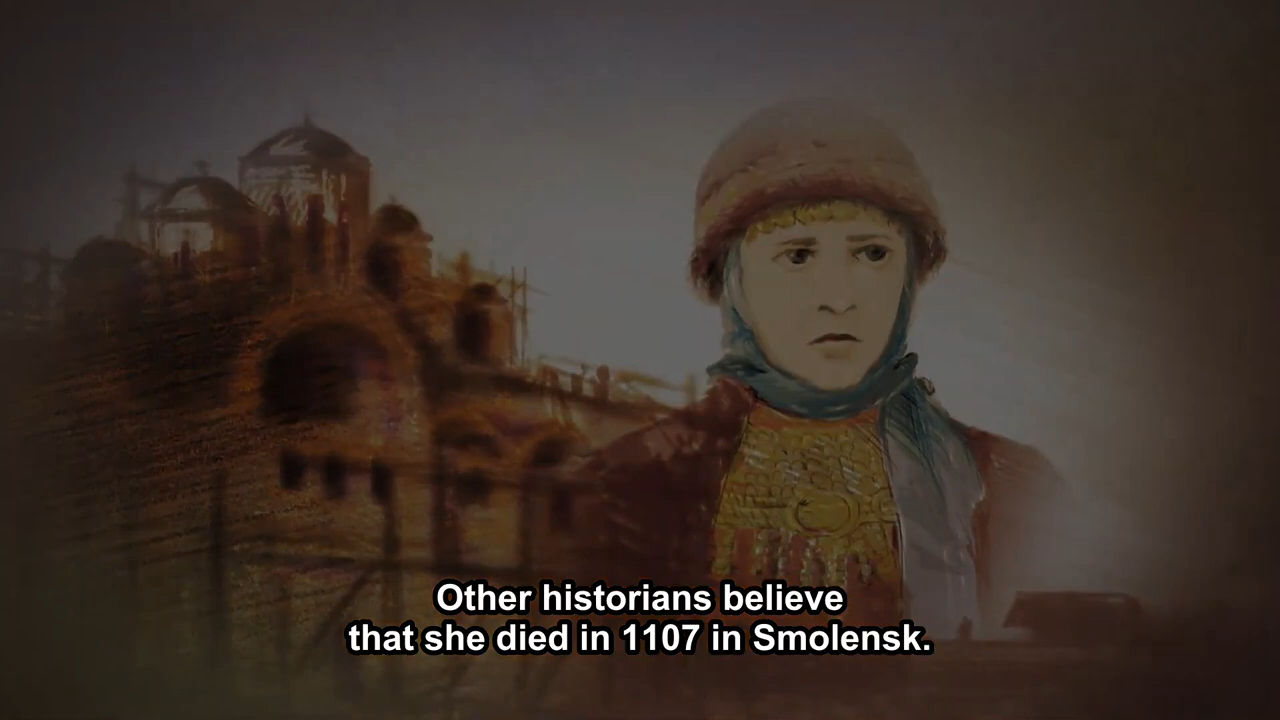 Other historians believe
that she died in 1107 in Smolensk.